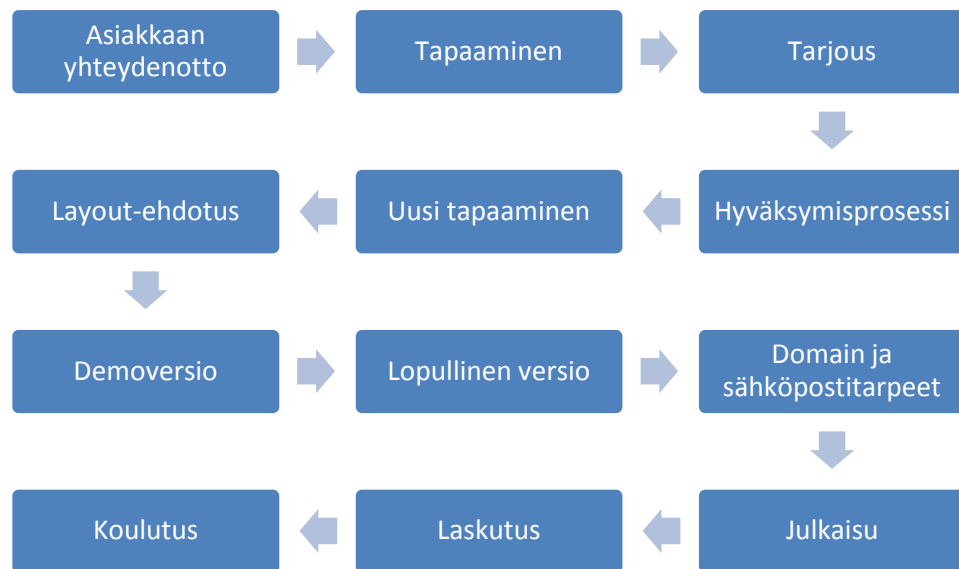 Asiakkaan
yhteydenotto
Tapaaminen
Tarjous
Hyväksymisprosessi
Uusi tapaaminen
Layout-ehdotus
Demoversio
Lopullinen versio
Domain ja
sähköpostitarpeet
Julkaisu
Laskutus
Koulutus